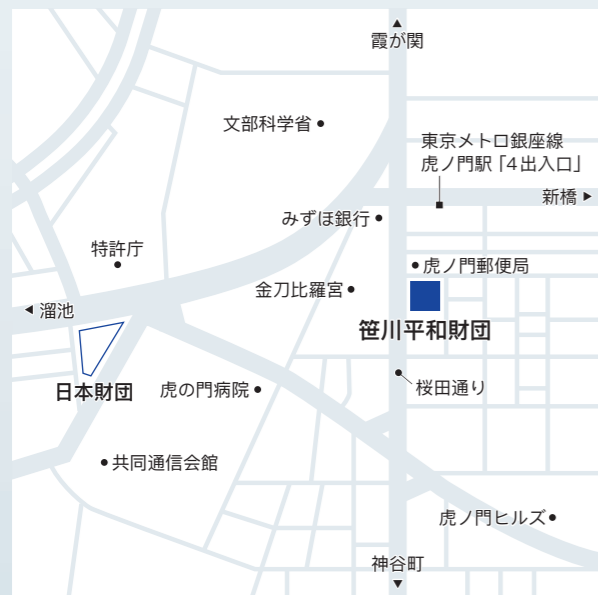 霞が関
文部科学省
東京メトロ銀座線
虎ノ門駅「4出入口」
新橋
みずほ銀行
特許庁
虎ノ門郵便局
金刀比羅宮
溜池
笹川平和財団
日本財団
虎の門病院
桜田通り
共同通信会館
虎ノ門ヒルズ
神谷町